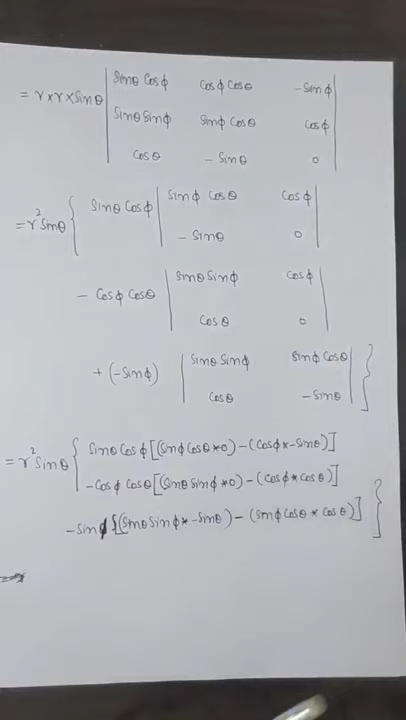 = r×r×sinθ | sinθ cosφ   cosφ cosθ   -sinφ |
| sinθ sinφ   sinφ cosθ   cosφ |
| cosθ   -sinθ   0 |
= r² sinθ { sinθ cosφ | sinφ cosθ   cosφ |
| -sinθ   0 |
- cosφ cosθ | sinθ sinφ   cosφ |
| cosθ   0 |
+ (-sinφ) | sinθ sinφ   sinφ cosθ | }
| cosθ   -sinθ |
= r² sinθ { sinθ cosφ [(sinφ cosθ *0) - (cosφ * -sinθ)]
- cosφ cosθ [(sinθ sinφ *0) - (cosφ * cosθ)]
- sinφ [(sinθ sinφ * -sinθ) - (sinφ cosθ * cosθ)] }